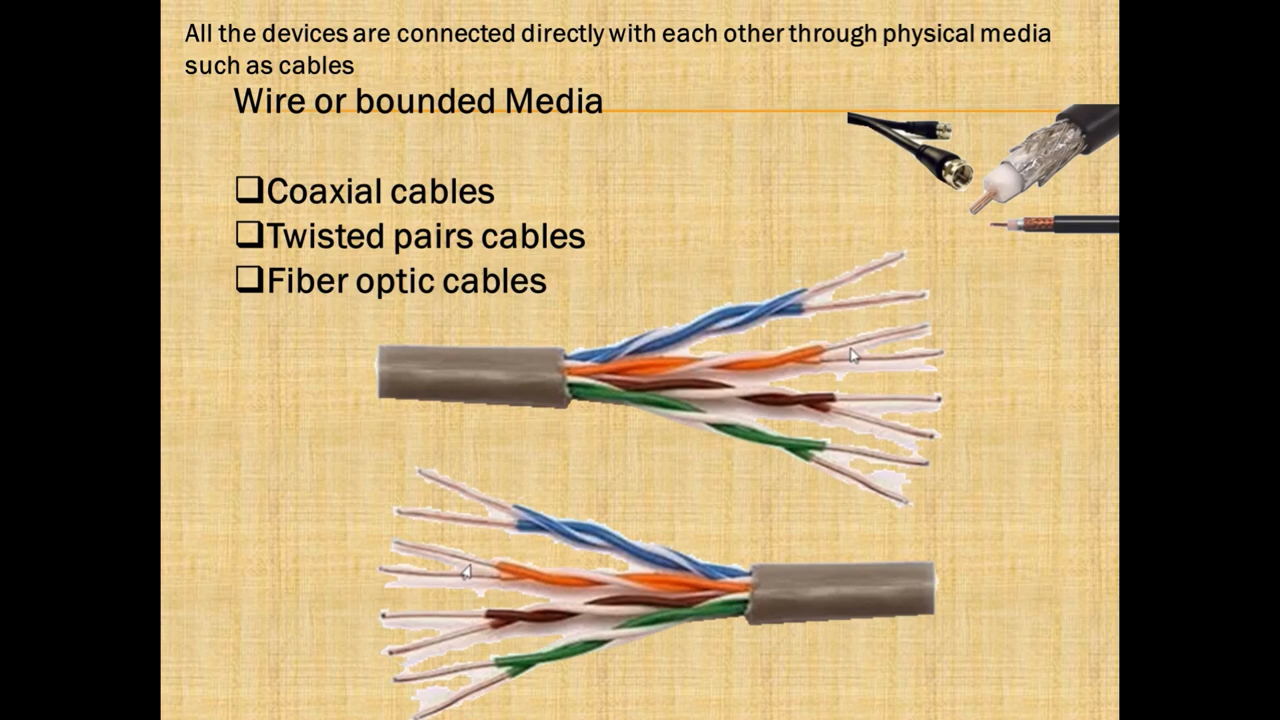 All the devices are connected directly with each other through physical media
such as cables
Wire or bounded Media
❑Coaxial cables
❑Twisted pairs cables
❑Fiber optic cables